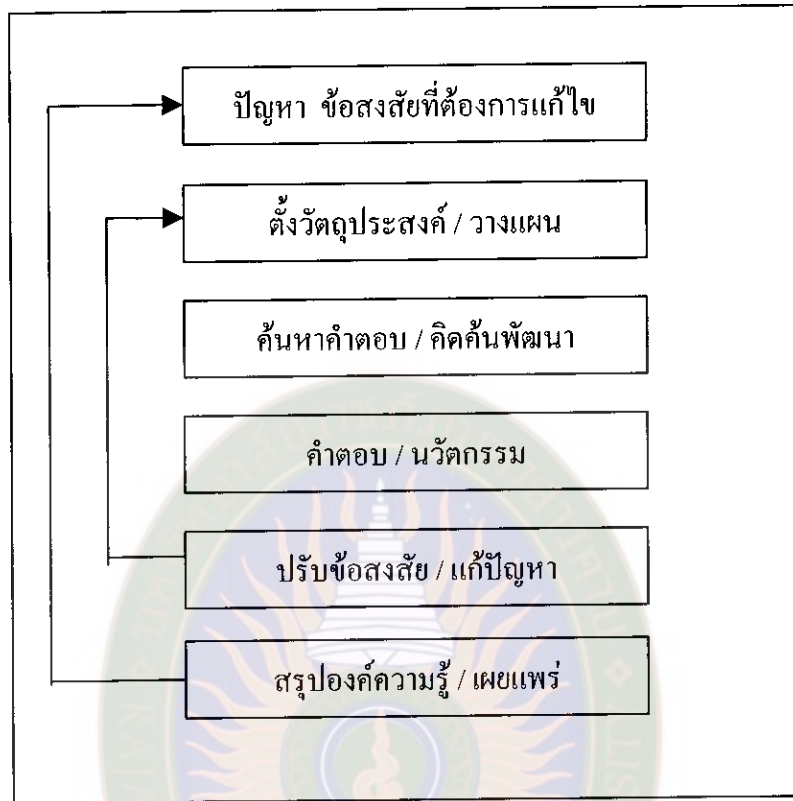 ปัญหา ข้อสงสัยที่ต้องการแก้ไข
ตั้งวัตถุประสงค์ / วางแผน
ค้นหาคำตอบ / คิดค้นพัฒนา
คำตอบ / นวัตกรรม
ปรับข้อสงสัย / แก้ปัญหา
สรุปองค์ความรู้ / เผยแพร่